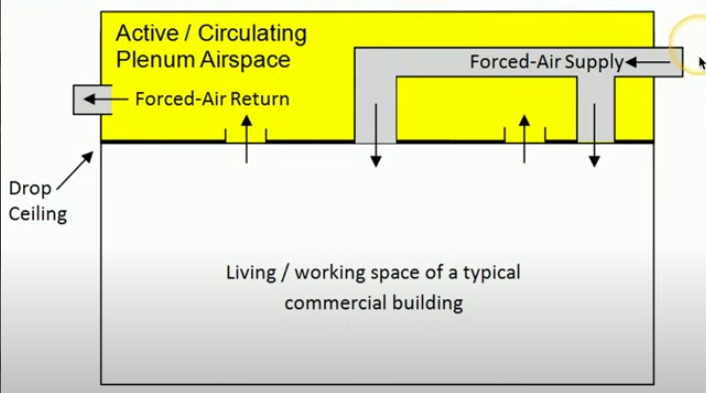 Active / Circulating
Plenum Airspace
Forced-Air Supply
Forced-Air Return
Drop
Ceiling
Living / working space of a typical
commercial building